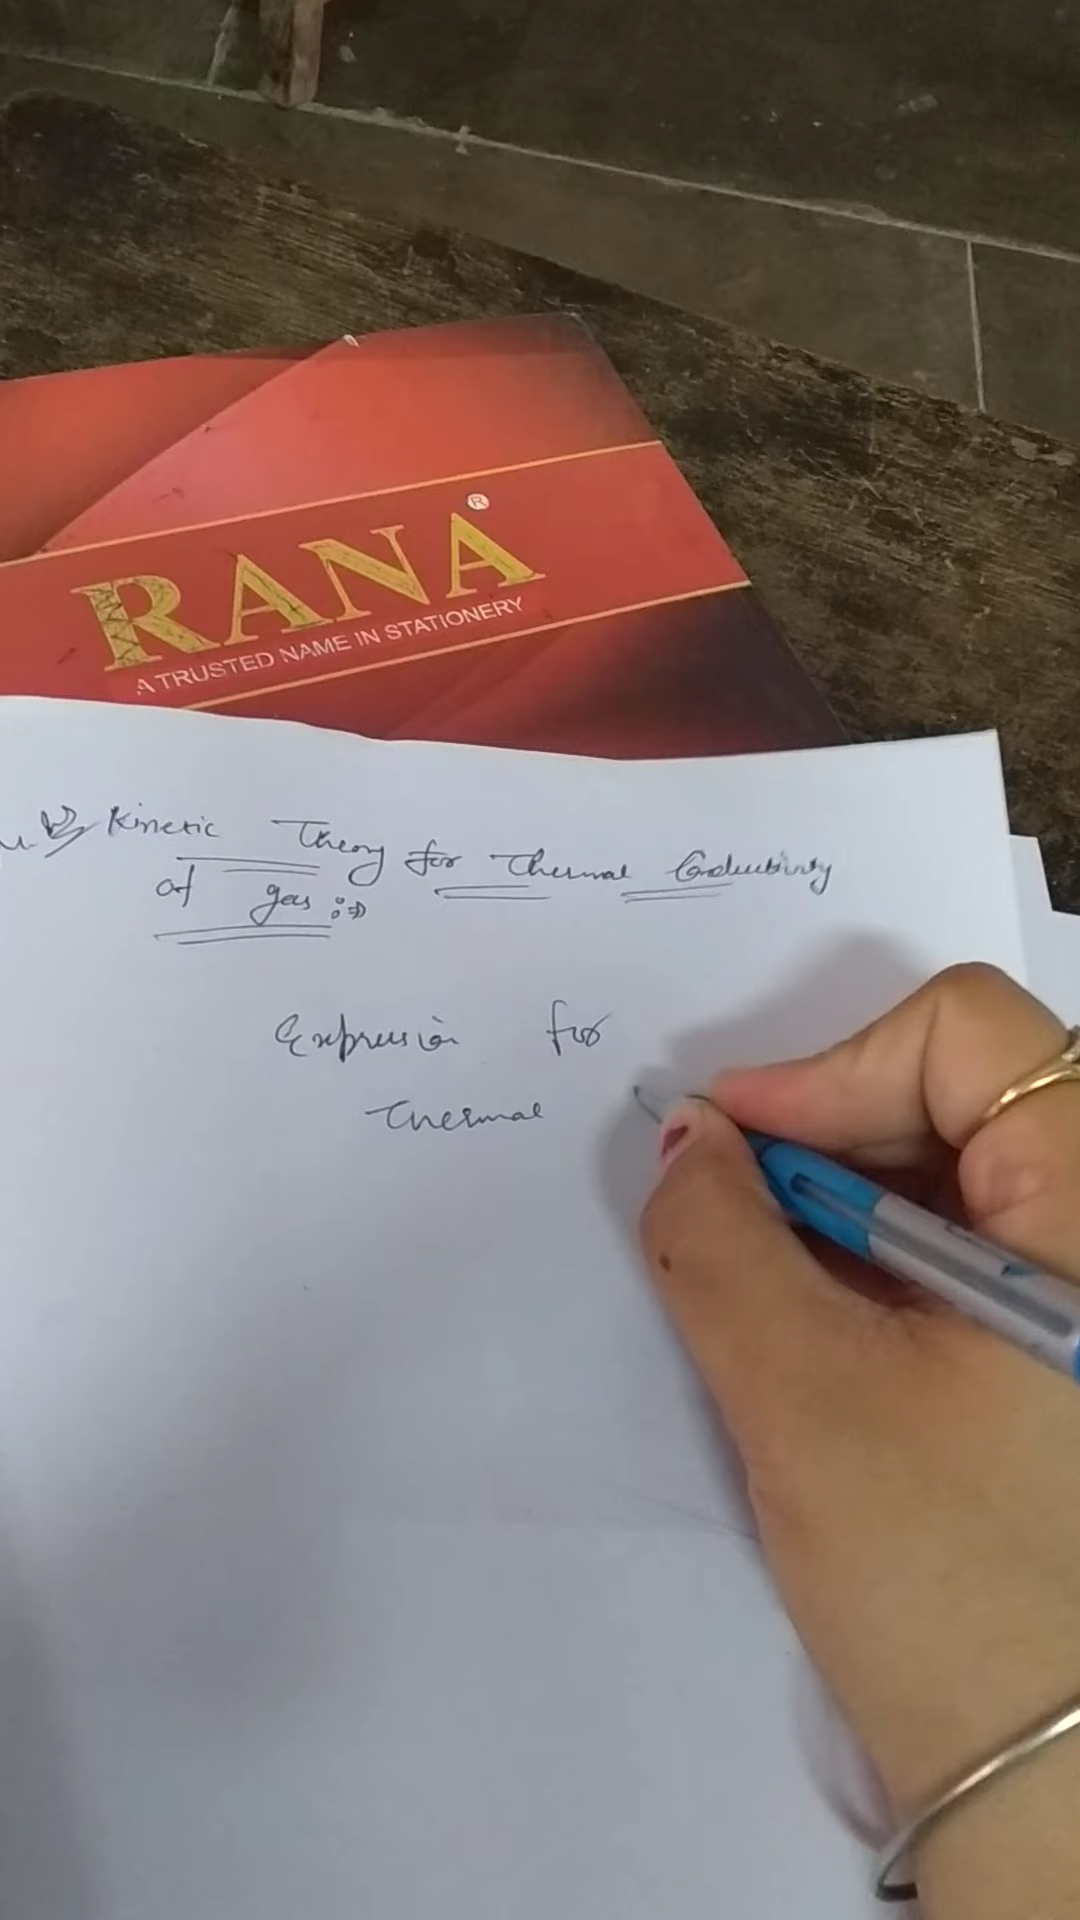 RANA®
A TRUSTED NAME IN STATIONERY
Kinetic Theory for Thermal Conductivity
of gas :⇒
Expression for
Thermal